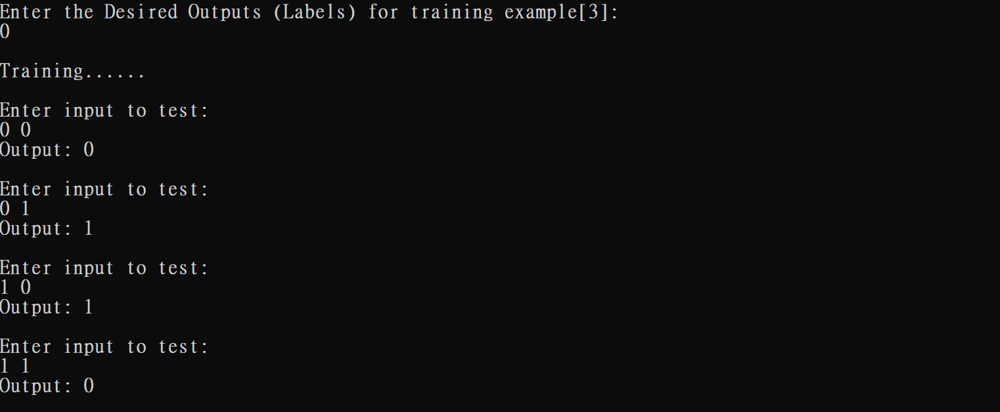 Enter the Desired Outputs (Labels) for training example[3]:
0
Training......
Enter input to test:
0 0
Output: 0
Enter input to test:
0 1
Output: 1
Enter input to test:
1 0
Output: 1
Enter input to test:
1 1
Output: 0